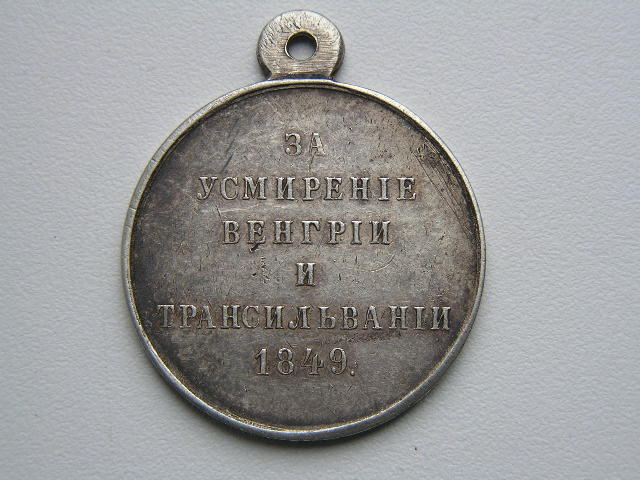 ЗА
УСМИРЕНІЕ
ВЕНГРІИ
И
ТРАНСИЛЬВАНІИ
1849.